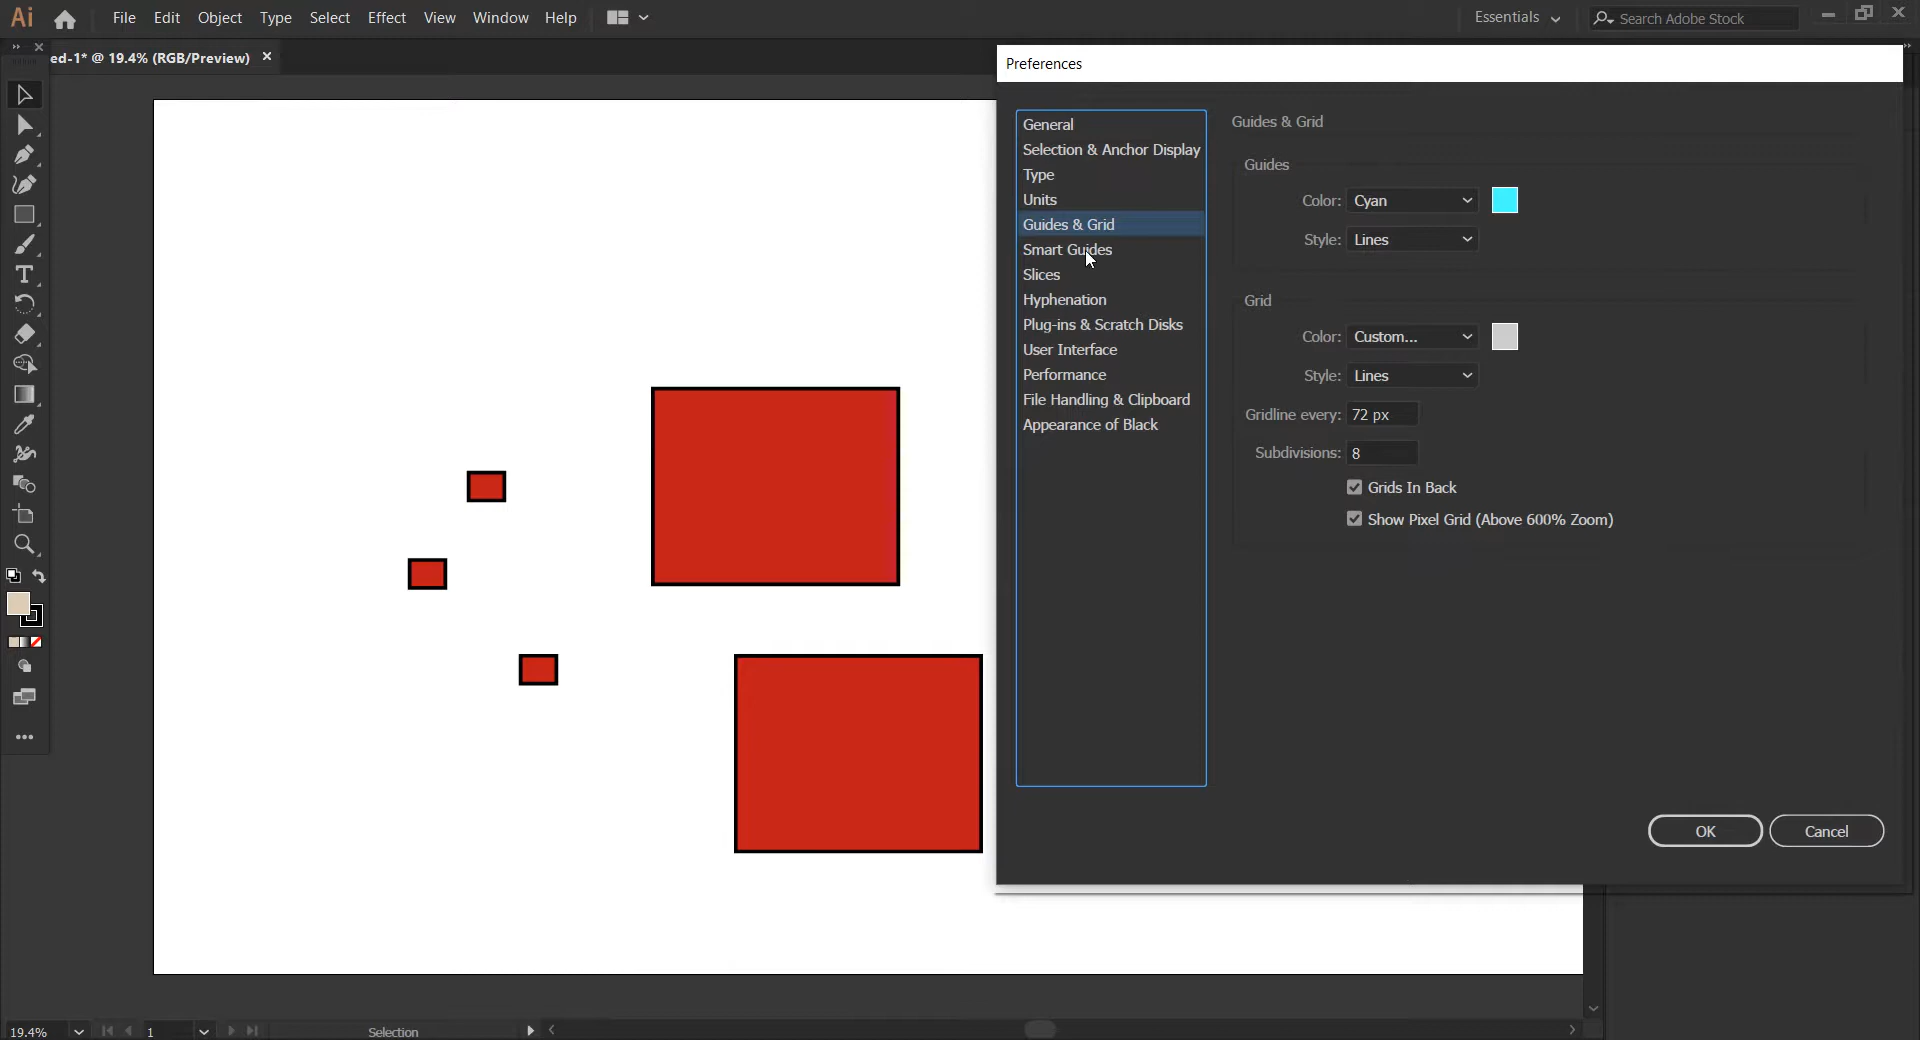 Ai File Edit Object Type Select Effect View Window Help Essentials Search Adobe Stock
ed-1* @ 19.4% (RGB/Preview)
Preferences
General
Selection & Anchor Display
Type
Units
Guides & Grid
Smart Guides
Slices
Hyphenation
Plug-ins & Scratch Disks
User Interface
Performance
File Handling & Clipboard
Appearance of Black
Guides & Grid
Guides
Color: Cyan
Style: Lines
Grid
Color: Custom...
Style: Lines
Gridline every: 72 px
Subdivisions: 8
Grids In Back
Show Pixel Grid (Above 600% Zoom)
OK Cancel
19.4% 1 Selection